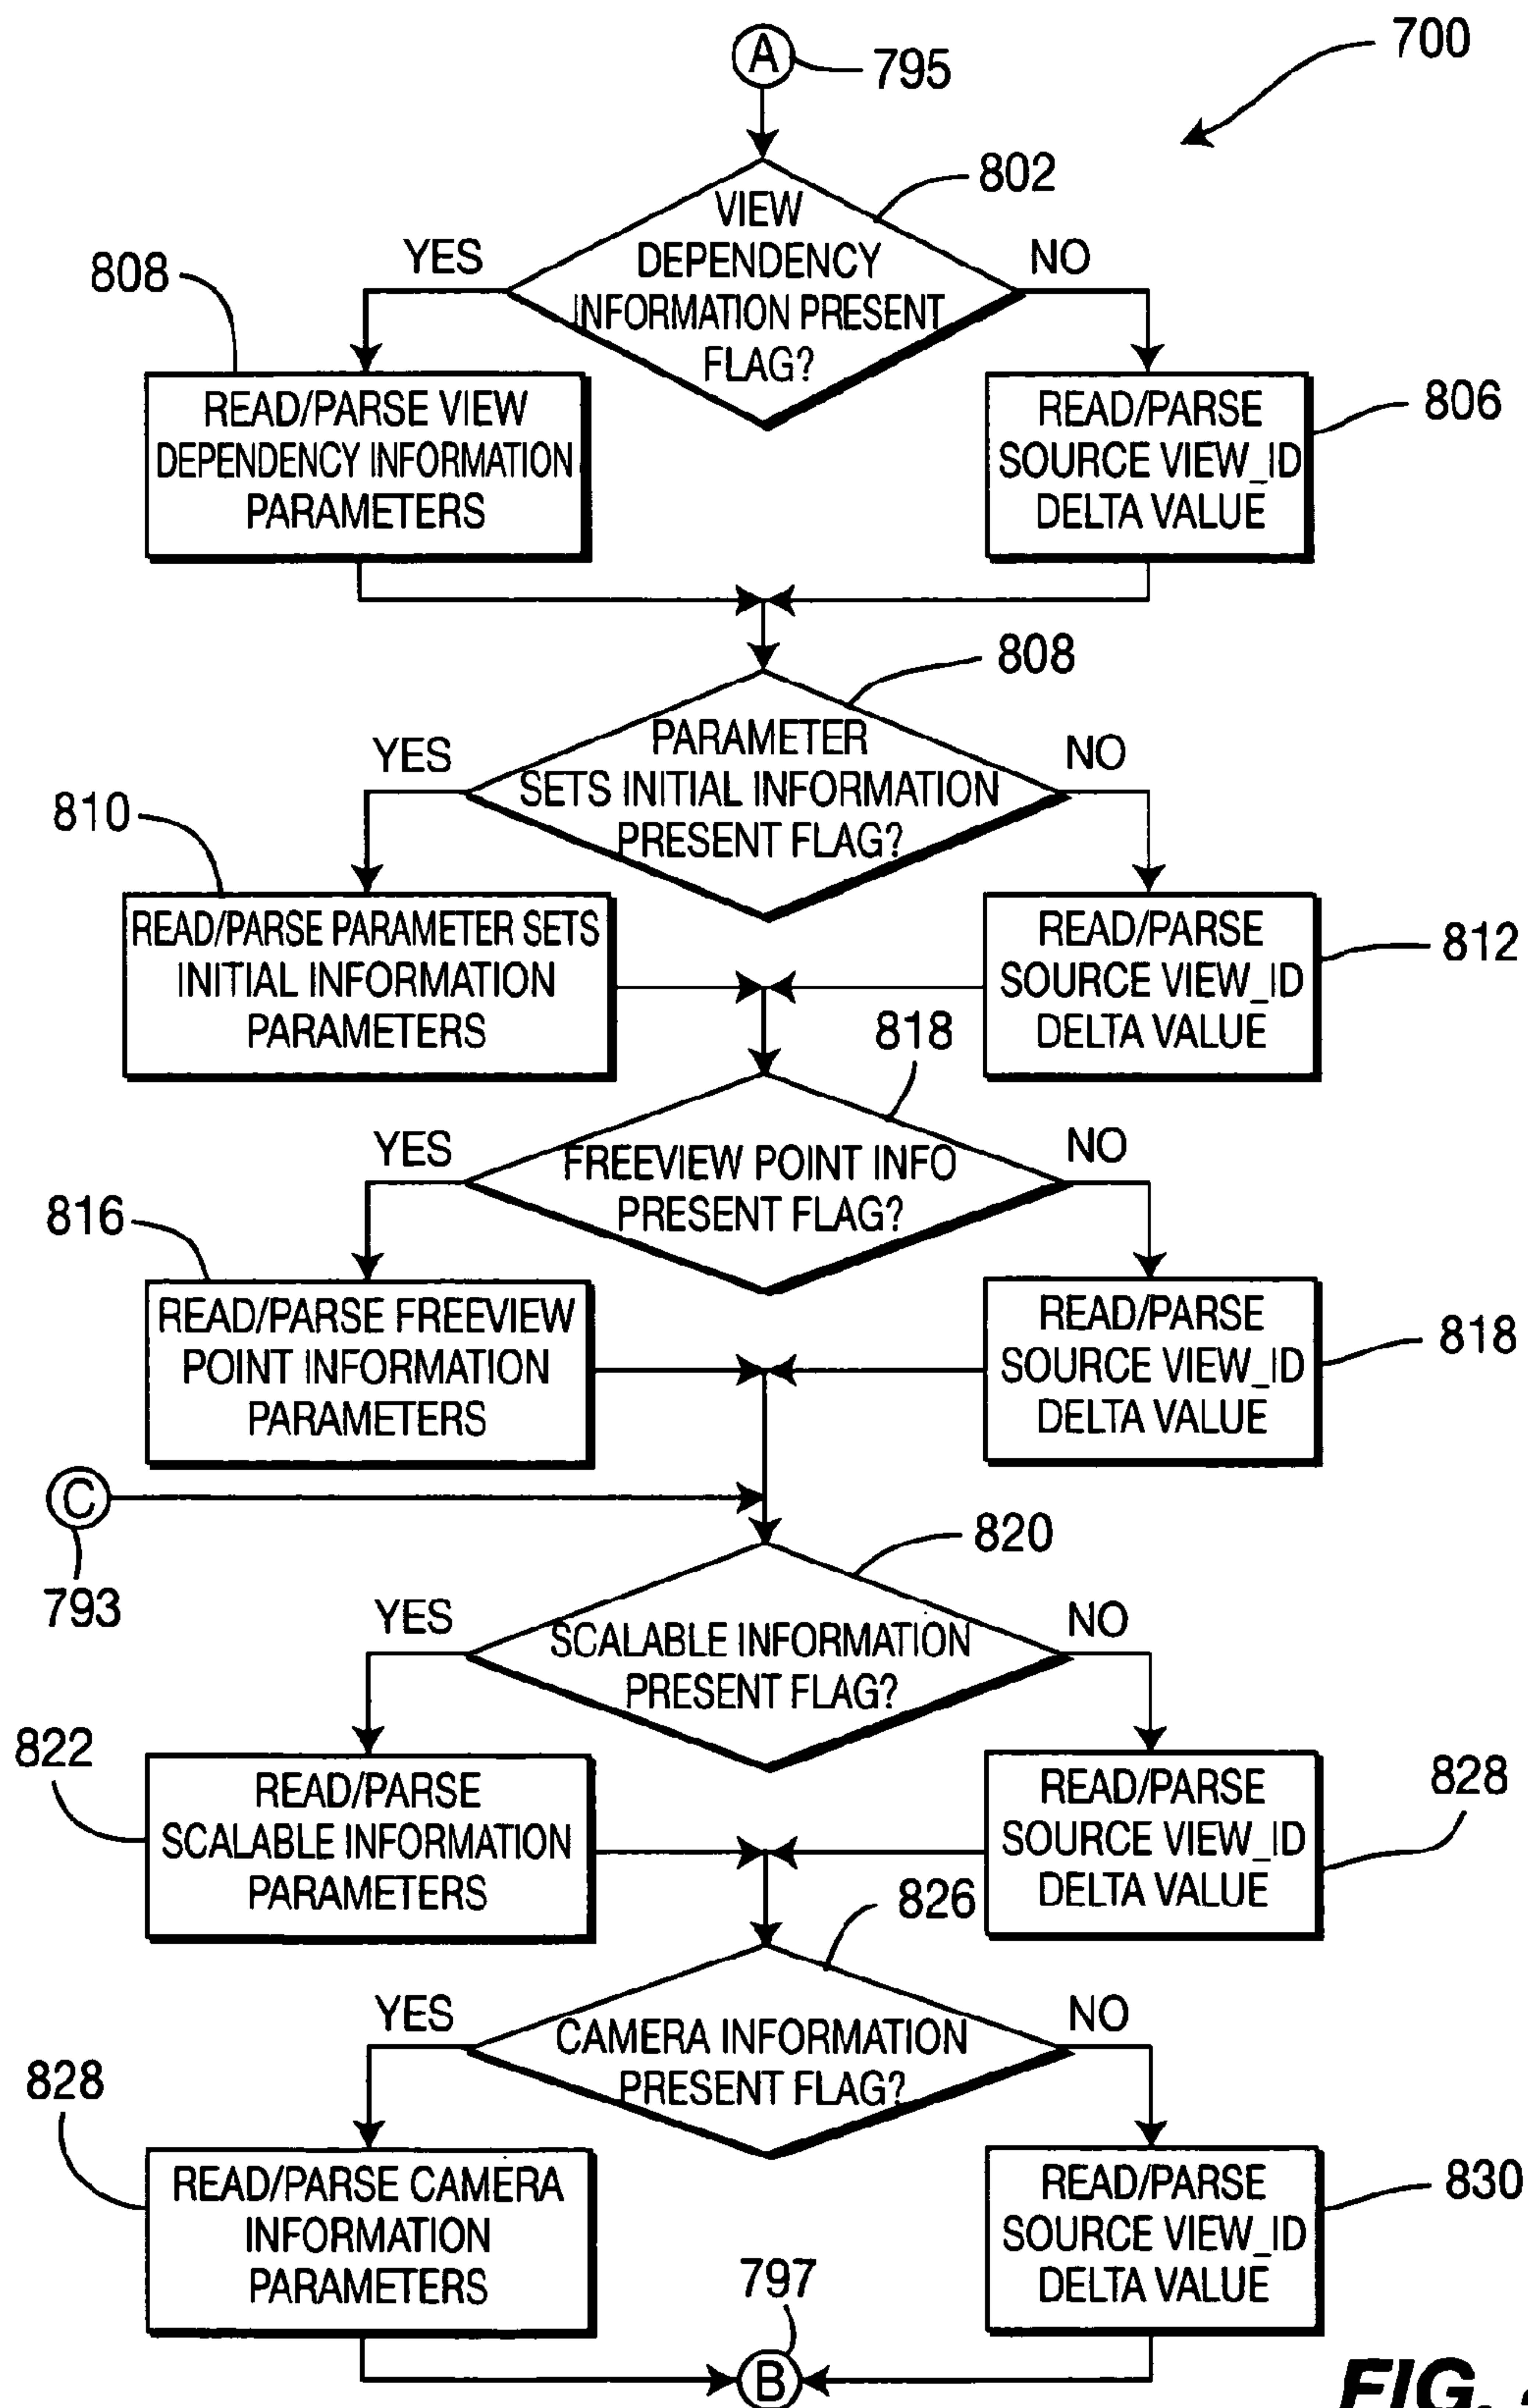 A
795
700
802
VIEW
DEPENDENCY
INFORMATION PRESENT
FLAG?
YES
NO
808
READ/PARSE VIEW
DEPENDENCY INFORMATION
PARAMETERS
READ/PARSE
SOURCE VIEW_ID
DELTA VALUE
806
808
PARAMETER
SETS INITIAL INFORMATION
PRESENT FLAG?
YES
NO
810
READ/PARSE PARAMETER SETS
INITIAL INFORMATION
PARAMETERS
READ/PARSE
SOURCE VIEW_ID
DELTA VALUE
812
818
FREEVIEW POINT INFO
PRESENT FLAG?
YES
NO
816
READ/PARSE FREEVIEW
POINT INFORMATION
PARAMETERS
READ/PARSE
SOURCE VIEW_ID
DELTA VALUE
818
C
793
820
SCALABLE INFORMATION
PRESENT FLAG?
YES
NO
822
READ/PARSE
SCALABLE INFORMATION
PARAMETERS
READ/PARSE
SOURCE VIEW_ID
DELTA VALUE
828
826
CAMERA INFORMATION
PRESENT FLAG?
YES
NO
828
READ/PARSE CAMERA
INFORMATION
PARAMETERS
READ/PARSE
SOURCE VIEW_ID
DELTA VALUE
830
797
B
FIG.